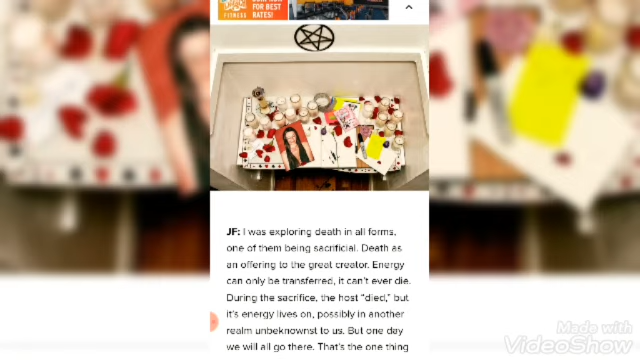 FITNESS
FOR BEST
RATES!
JF: I was exploring death in all forms,
one of them being sacrificial. Death as
an offering to the great creator. Energy
can only be transferred, it can't ever die.
During the sacrifice, the host “died,” but
it's energy lives on, possibly in another
realm unbeknownst to us. But one day
we will all go there. That's the one thing
Made with
VideoShow